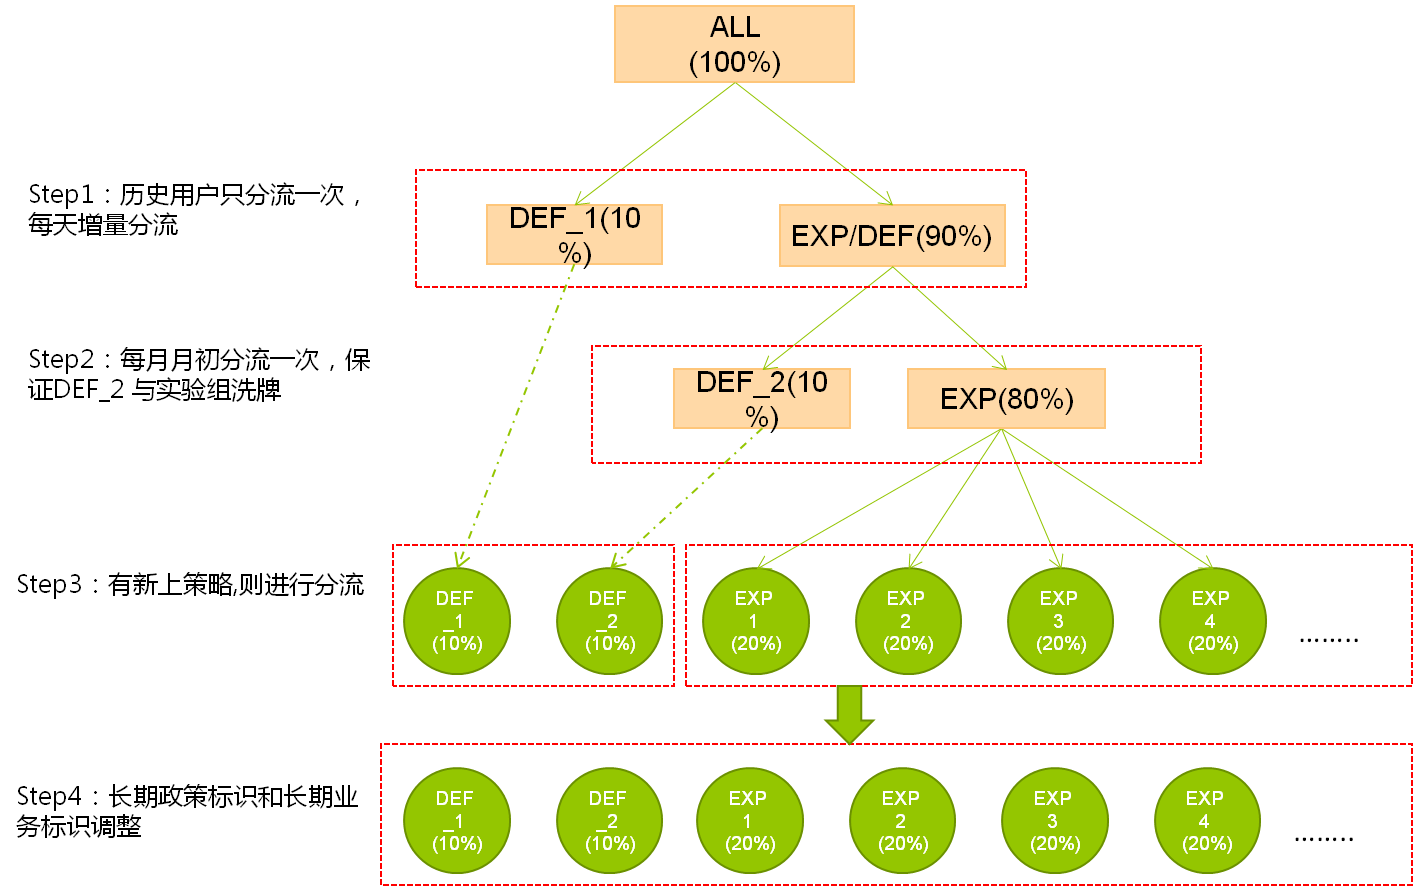 ALL
(100%)
Step1：历史用户只分流一次，
每天增量分流
DEF_1(10
%)
EXP/DEF(90%)
Step2：每月月初分流一次，保
证DEF_2 与实验组洗牌
DEF_2(10
%)
EXP(80%)
Step3：有新上策略,则进行分流
DEF
_1
(10%)
DEF
_2
(10%)
EXP
1
(20%)
EXP
2
(20%)
EXP
3
(20%)
EXP
4
(20%)
........
Step4：长期政策标识和长期业
务标识调整
DEF
_1
(10%)
DEF
_2
(10%)
EXP
1
(20%)
EXP
2
(20%)
EXP
3
(20%)
EXP
4
(20%)
........